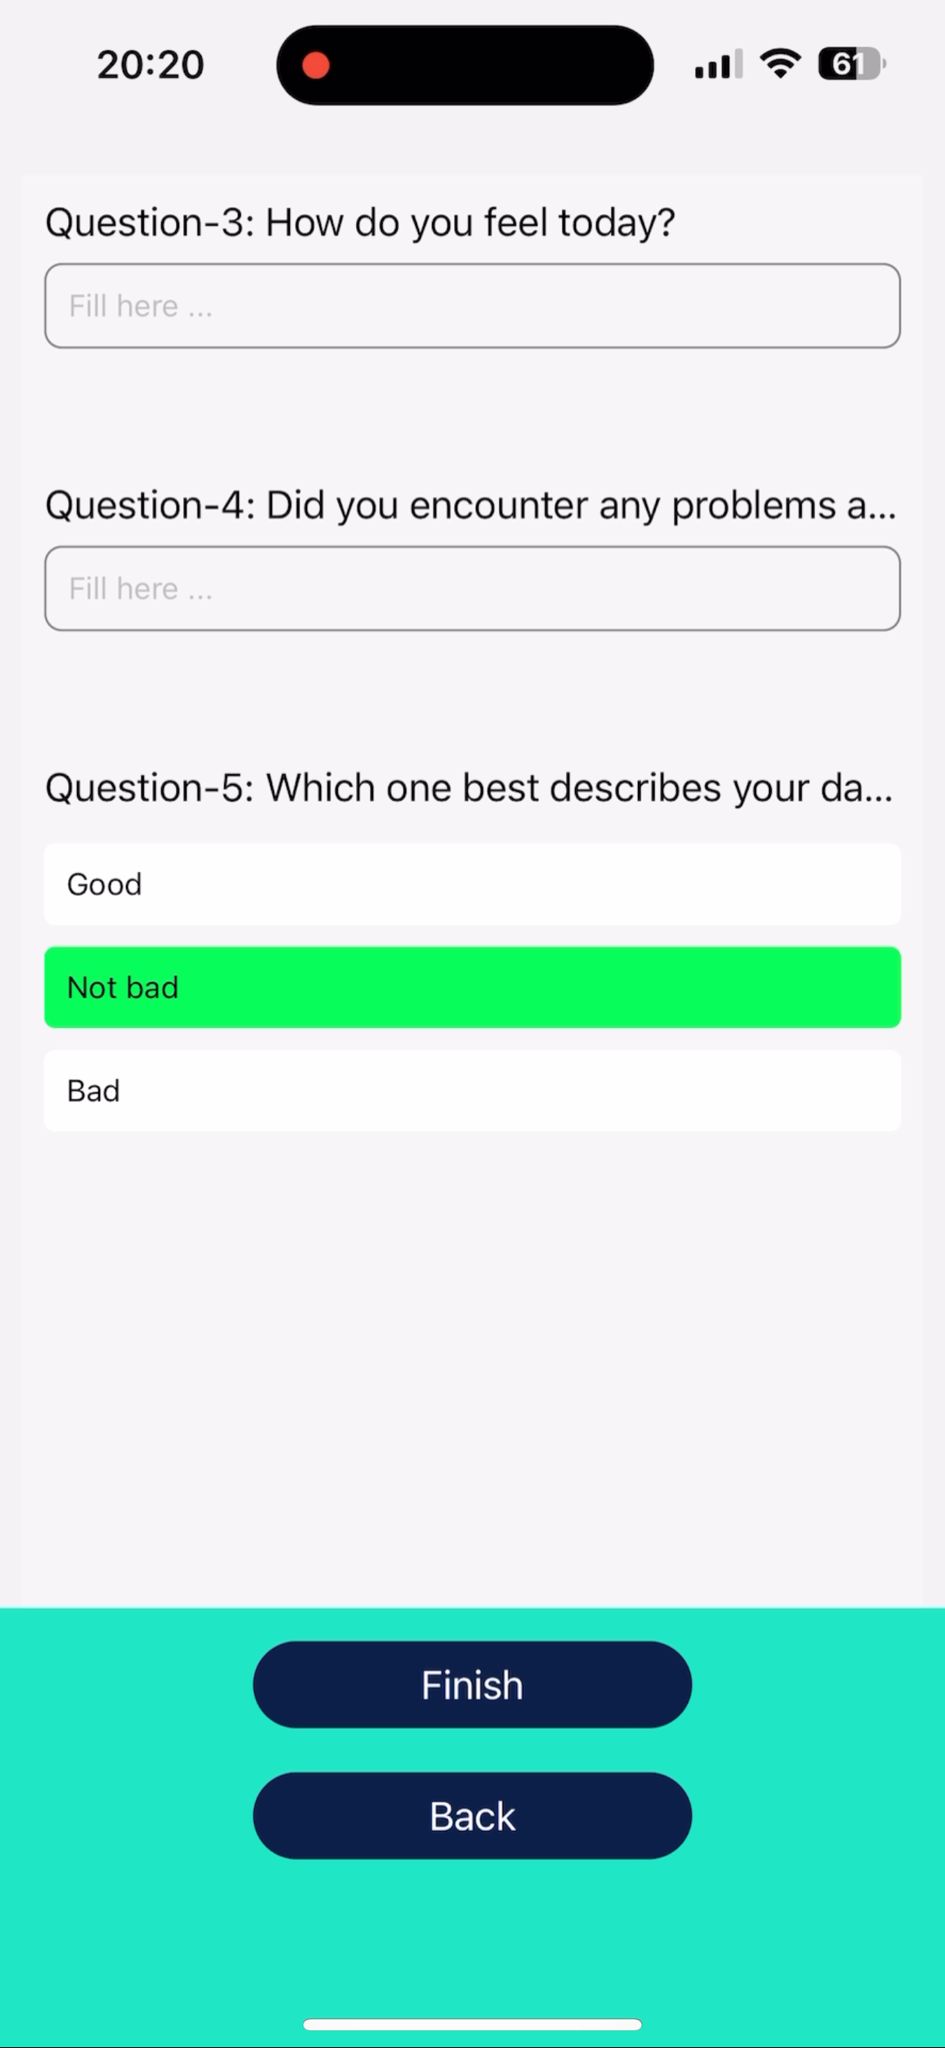 20:20
61
Question-3: How do you feel today?
Fill here ...
Question-4: Did you encounter any problems a...
Fill here ...
Question-5: Which one best describes your da...
Good
Not bad
Bad
Finish
Back